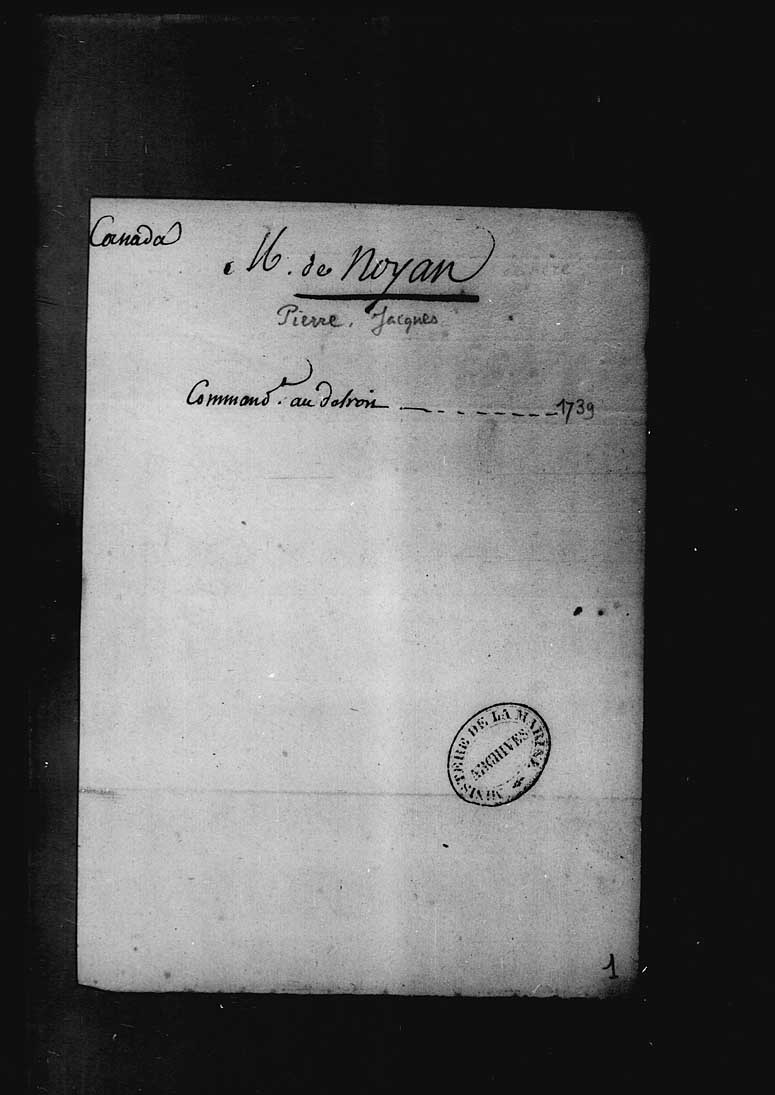 Canada
M. de Noyan
Pierre. Jacques
Command.t au Detroit ------- 1739
MINISTERE DE LA MARINE
ARCHIVES
1